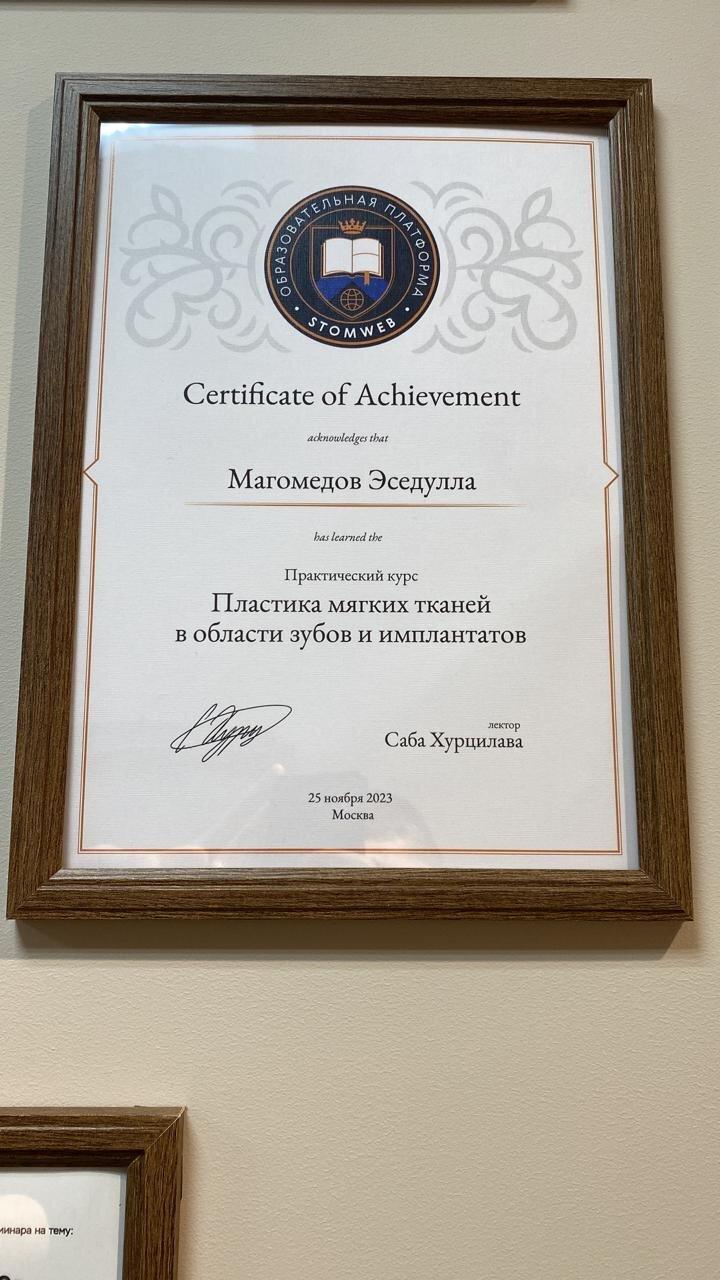 ОБРАЗОВАТЕЛЬНАЯ ПЛАТФОРМА
STOMWEB
Certificate of Achievement
acknowledges that
Магомедов Эседулла
has learned the
Практический курс
Пластика мягких тканей
в области зубов и имплантатов
лектор
Саба Хурцилава
25 ноября 2023
Москва
на тему: